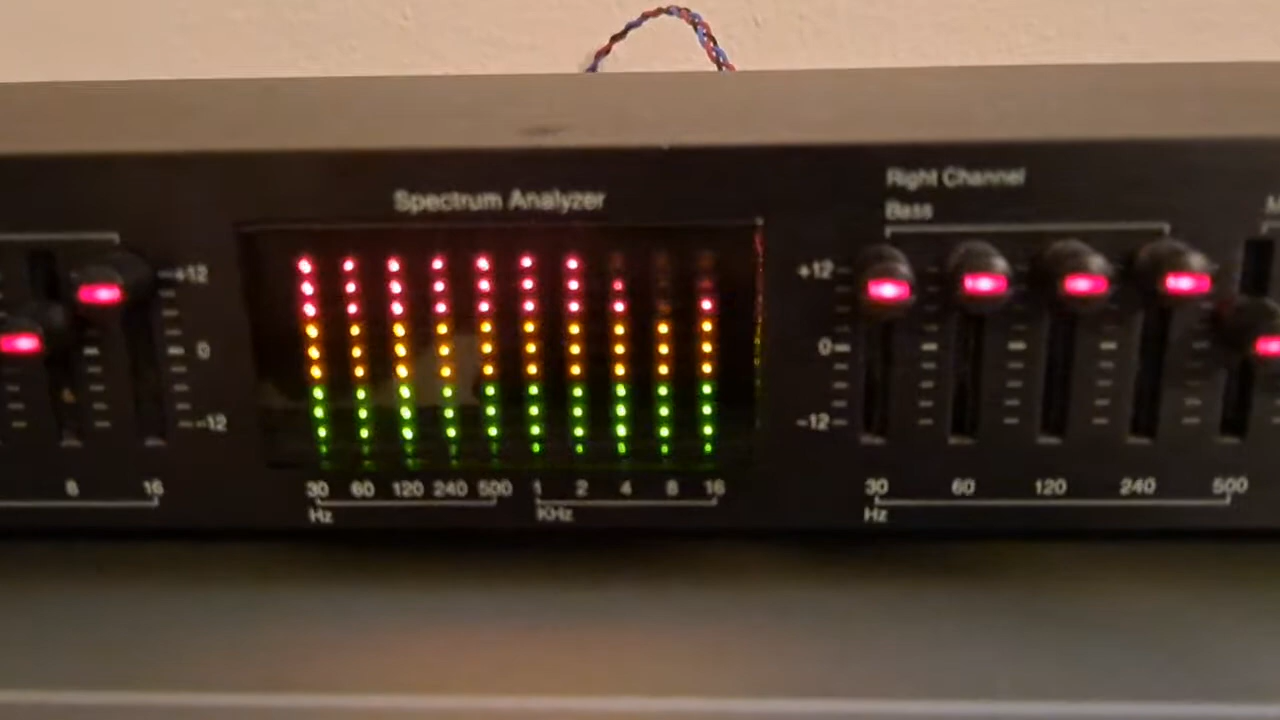 Right Channel
Spectrum Analyzer
Bass
+12
0
-12
+12
0
-12
8 16
30 60 120 240 500 1 2 4 8 16
Hz KHz
30 60 120 240 500
Hz